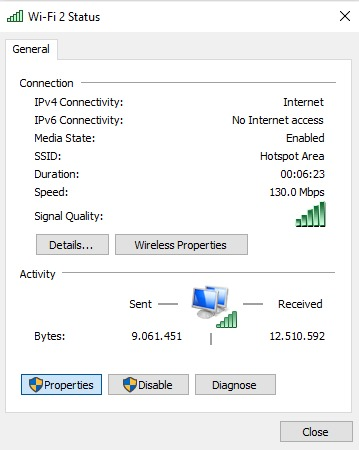 Wi-Fi 2 Status
General
Connection
IPv4 Connectivity: Internet
IPv6 Connectivity: No Internet access
Media State: Enabled
SSID: Hotspot Area
Duration: 00:06:23
Speed: 130.0 Mbps
Signal Quality:
Details... Wireless Properties
Activity
Sent Received
Bytes: 9.061.451 12.510.592
Properties Disable Diagnose
Close